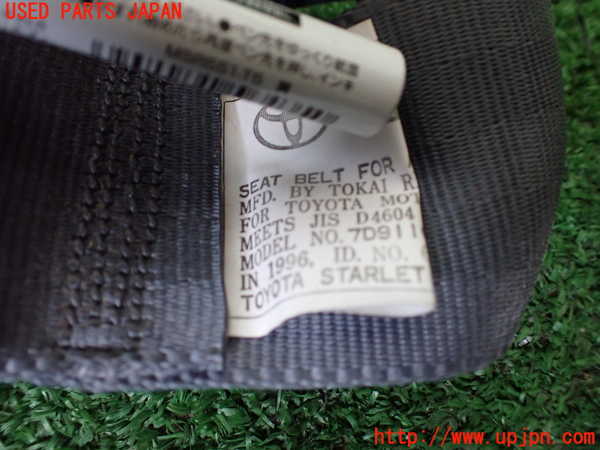 USED PARTS JAPAN
SEAT BELT FOR
MFD. BY TOKAI R
FOR TOYOTA MOT
MEETS JIS D4604
MODEL NO. 7D911
IN 1996. ID. NO.
TOYOTA STARLET
http://www.upjpn.com/